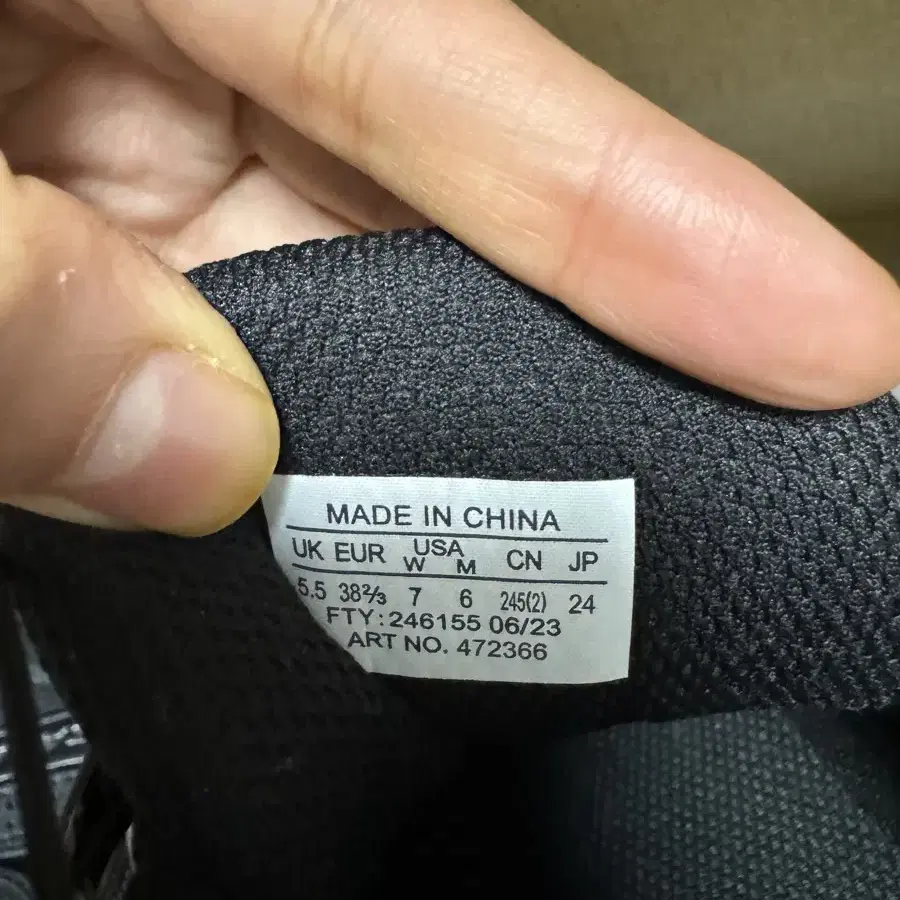 MADE IN CHINA
UK EUR USA CN JP
W M
5.5 38⅔ 7 6 245(2) 24
FTY: 246155 06/23
ART NO. 472366